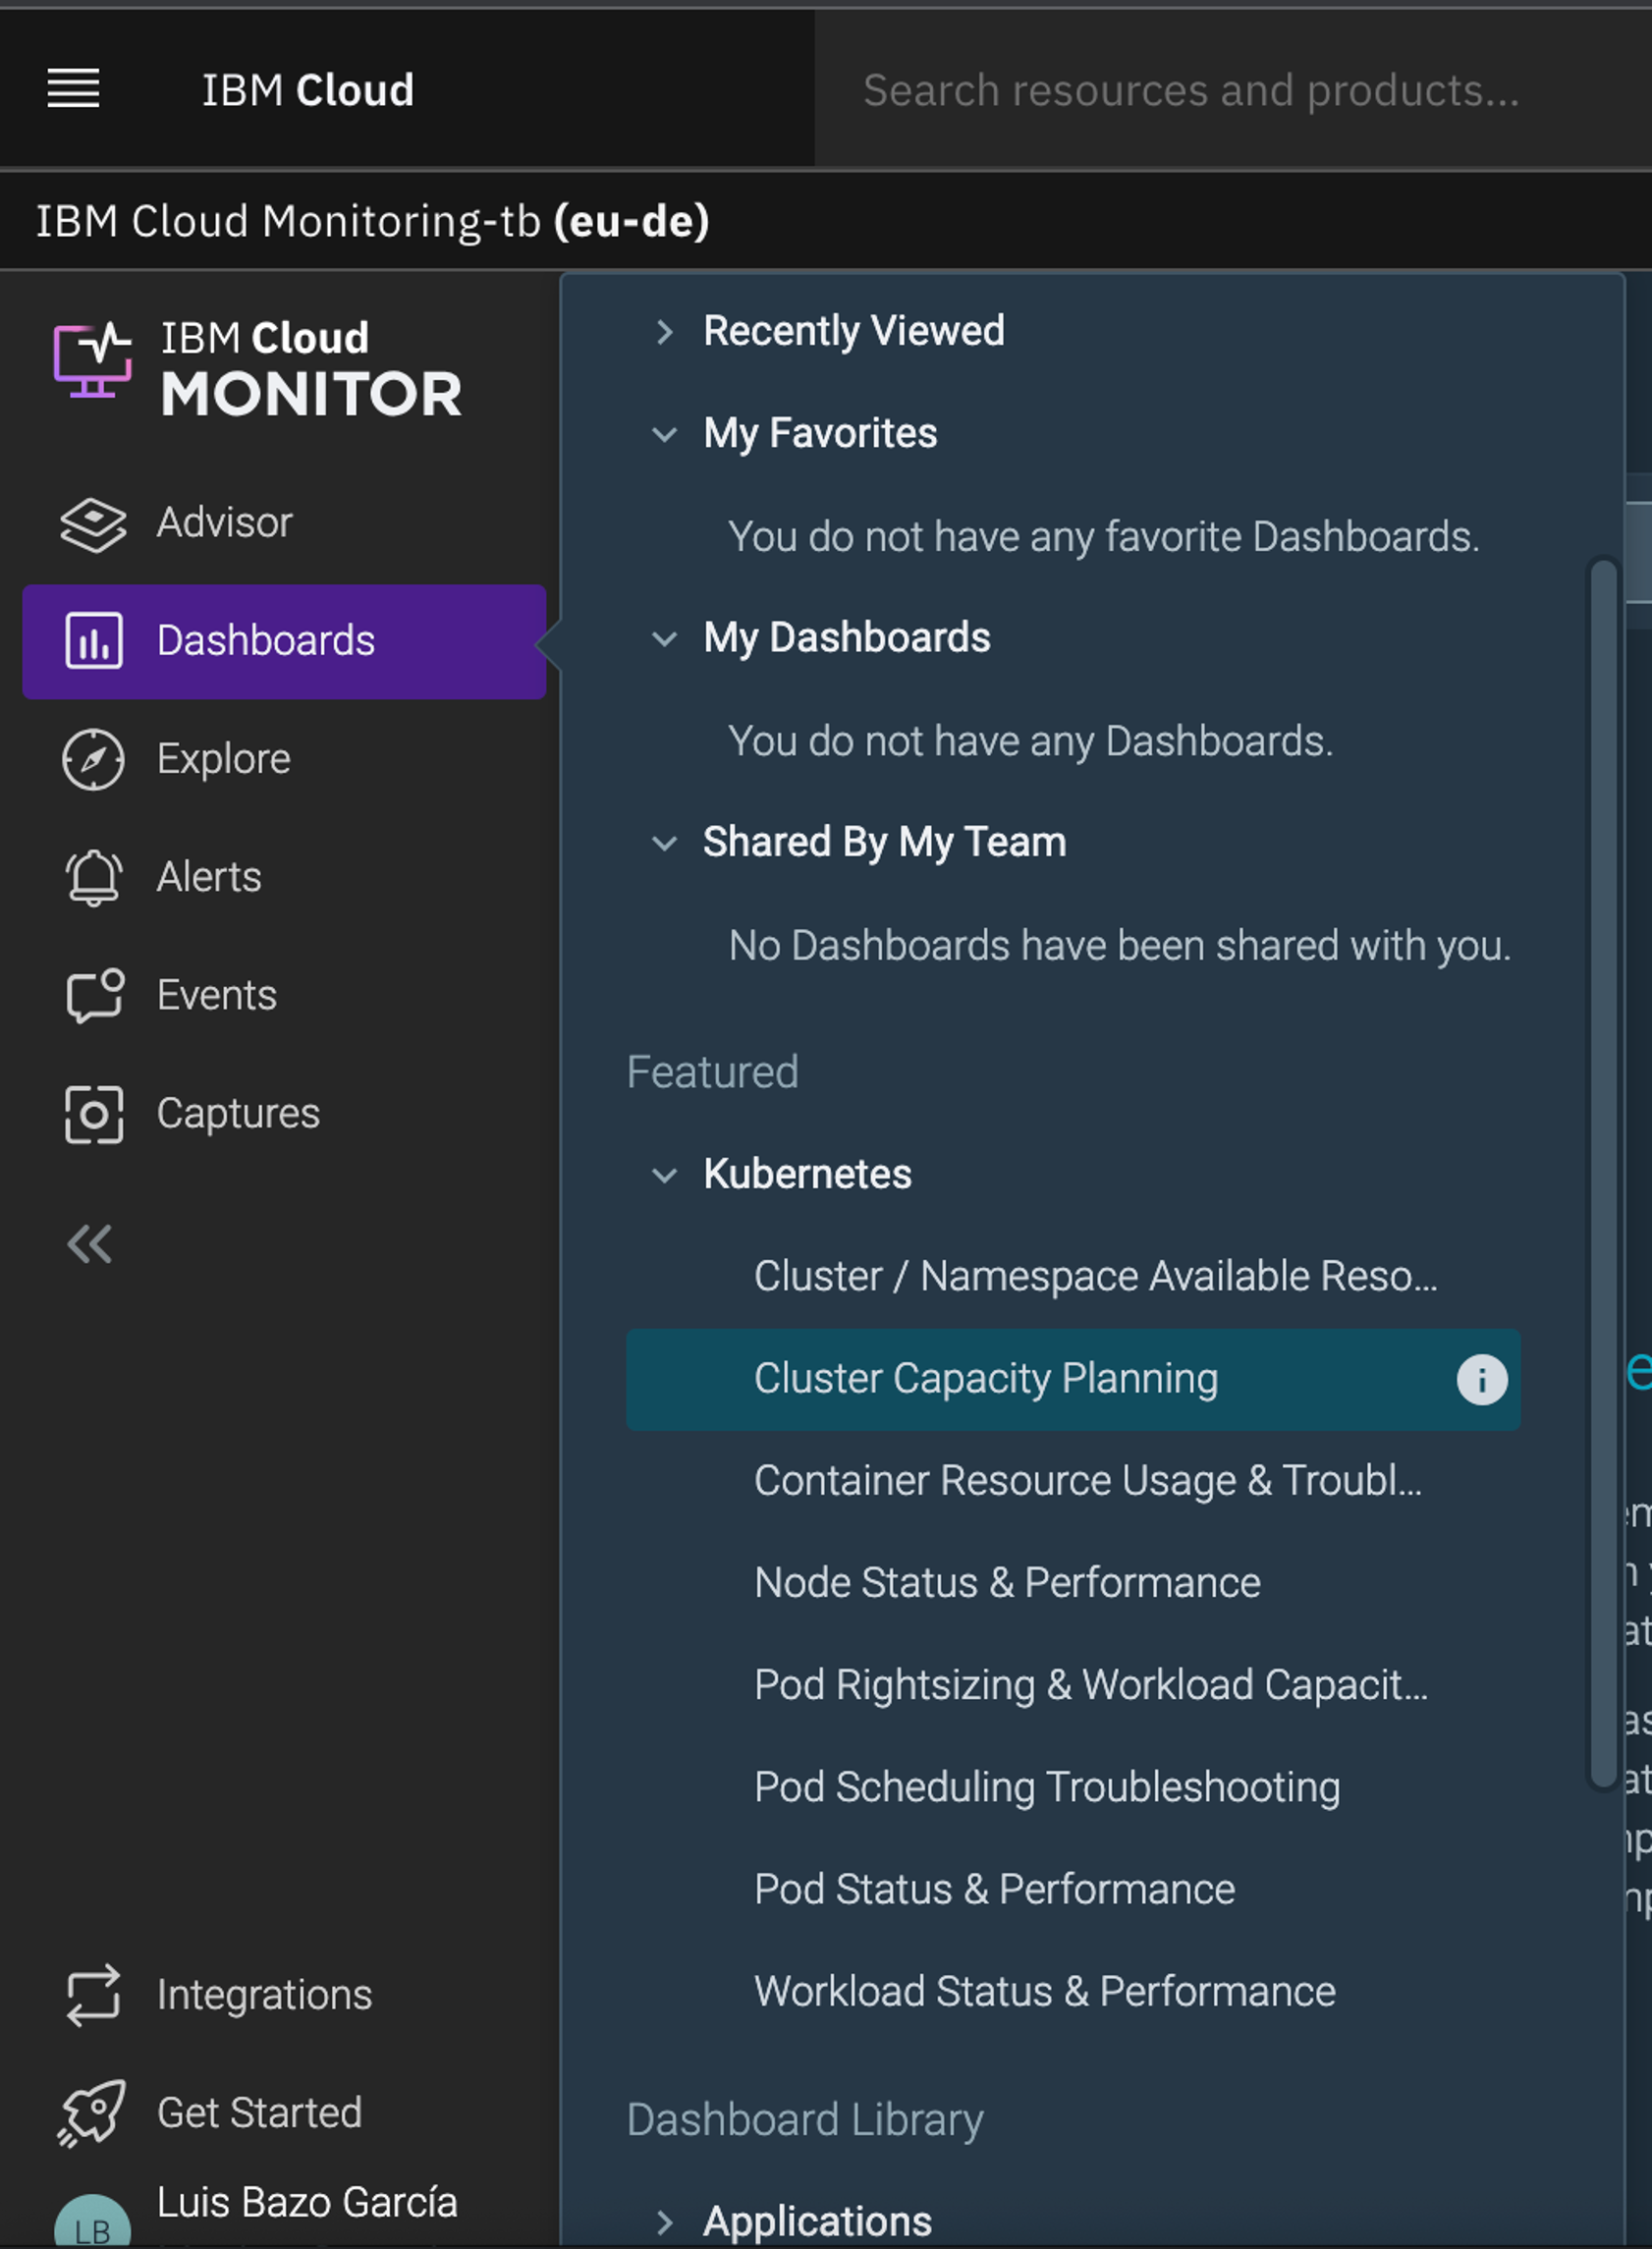 IBM Cloud
Search resources and products...
IBM Cloud Monitoring-tb (eu-de)
IBM Cloud
MONITOR
Advisor
Dashboards
Explore
Alerts
Events
Captures
Integrations
Get Started
Luis Bazo García
LB
Recently Viewed
My Favorites
You do not have any favorite Dashboards.
My Dashboards
You do not have any Dashboards.
Shared By My Team
No Dashboards have been shared with you.
Featured
Kubernetes
Cluster / Namespace Available Reso...
Cluster Capacity Planning
Container Resource Usage & Troubl...
Node Status & Performance
Pod Rightsizing & Workload Capacit...
Pod Scheduling Troubleshooting
Pod Status & Performance
Workload Status & Performance
Dashboard Library
Applications